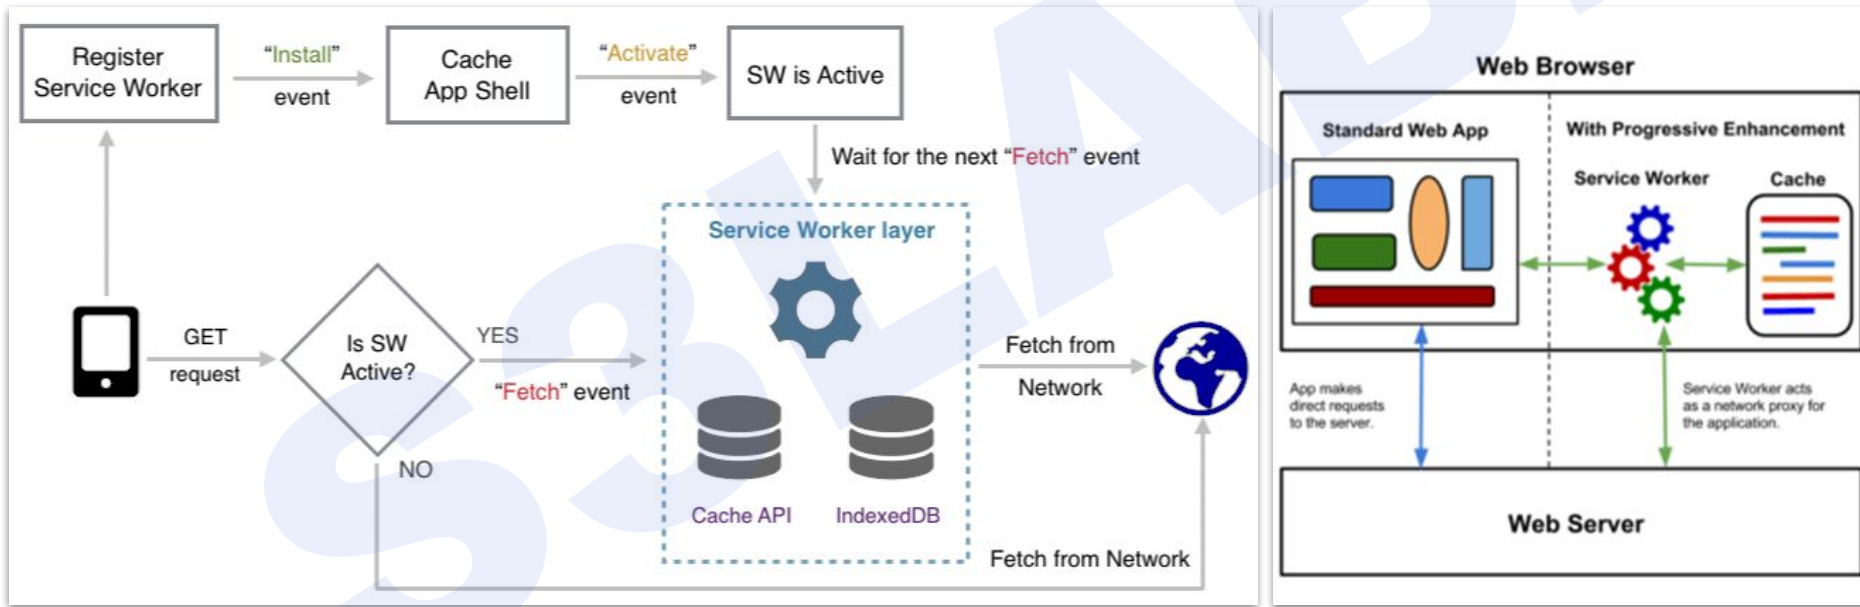 Register
Service Worker
“Install”
event
Cache
App Shell
“Activate”
event
SW is Active
Wait for the next “Fetch” event
Service Worker layer
GET
request
Is SW
Active?
YES
“Fetch” event
NO
Cache API
IndexedDB
Fetch from
Network
Fetch from Network
Web Browser
Standard Web App
With Progressive Enhancement
Service Worker
Cache
App makes
direct requests
to the server.
Service Worker acts
as a network proxy for
the application.
Web Server
S3LAB